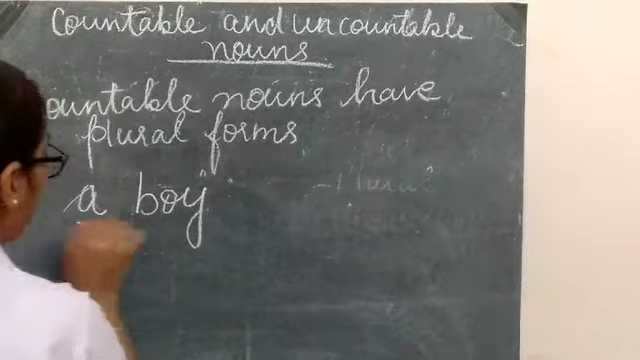 Countable and uncountable
nouns
ountable nouns have
plural forms
a boy